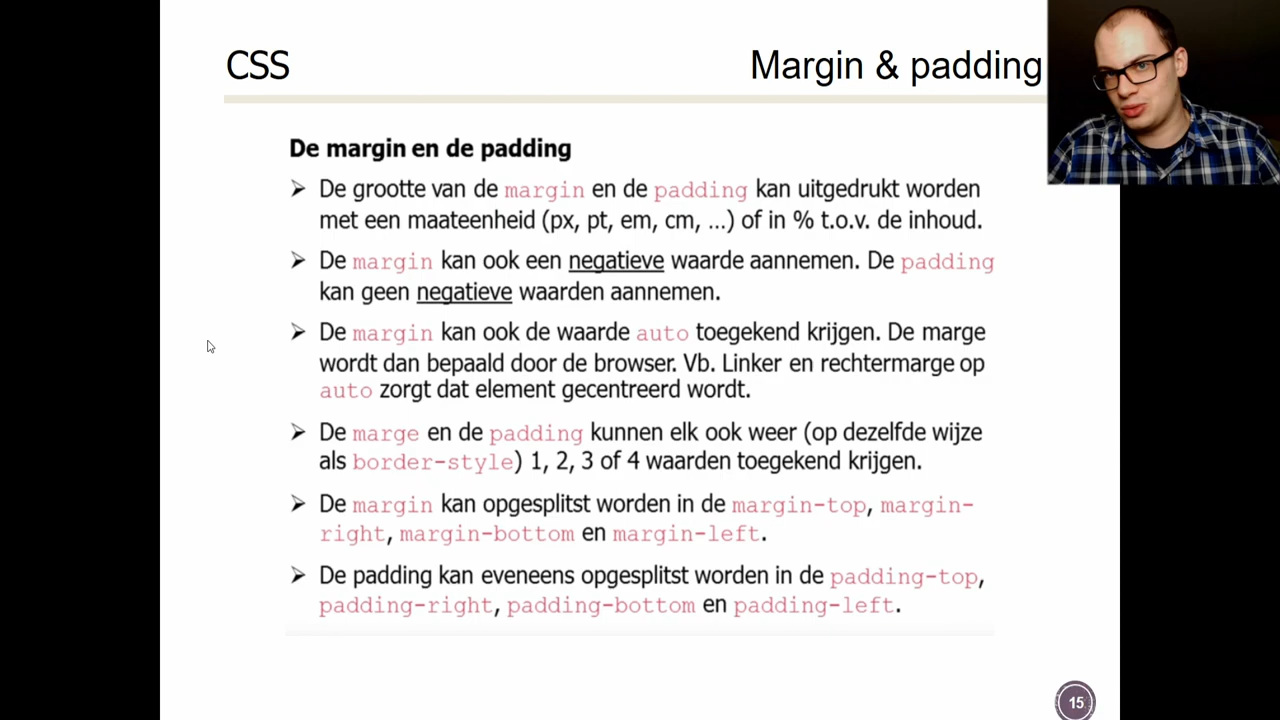 CSS
Margin & padding
De margin en de padding
➢ De grootte van de margin en de padding kan uitgedrukt worden
met een maateenheid (px, pt, em, cm, ...) of in % t.o.v. de inhoud.
➢ De margin kan ook een negatieve waarde aannemen. De padding
kan geen negatieve waarden aannemen.
➢ De margin kan ook de waarde auto toegekend krijgen. De marge
wordt dan bepaald door de browser. Vb. Linker en rechtermarge op
auto zorgt dat element gecentreerd wordt.
➢ De marge en de padding kunnen elk ook weer (op dezelfde wijze
als border-style) 1, 2, 3 of 4 waarden toegekend krijgen.
➢ De margin kan opgesplitst worden in de margin-top, margin-
right, margin-bottom en margin-left.
➢ De padding kan eveneens opgesplitst worden in de padding-top,
padding-right, padding-bottom en padding-left.
15